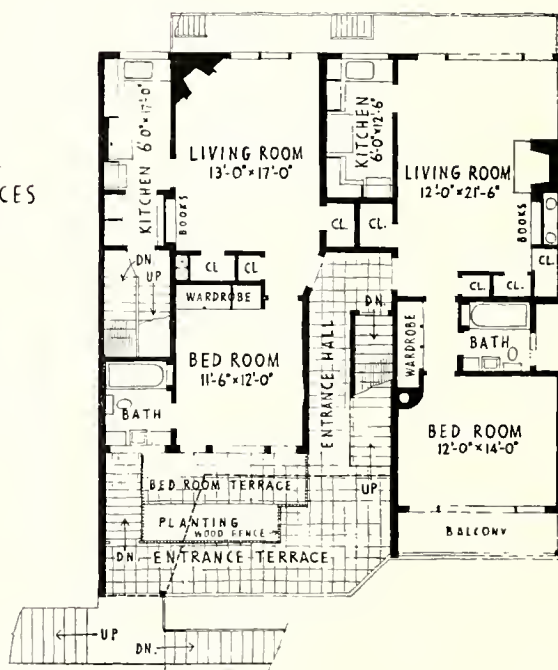 CES
KITCHEN 6'-0" × 17'-0"
LIVING ROOM
13'-0" × 17'-0"
KITCHEN
6'-0" × 12'-6"
LIVING ROOM
12'-0" × 21'-6"
BOOKS
BOOKS
CL.
CL.
CL.
CL
CL
CL.
CL.
DN.
UP
WARDROBE
DN.
WARDROBE
BATH
BED ROOM
11'-6" × 12'-0"
ENTRANCE HALL
BATH
BED ROOM
12'-0" × 14'-0"
BED ROOM TERRACE
UP
PLANTING
WOOD FENCE
BALCONY
DN.
ENTRANCE TERRACE
UP
DN.